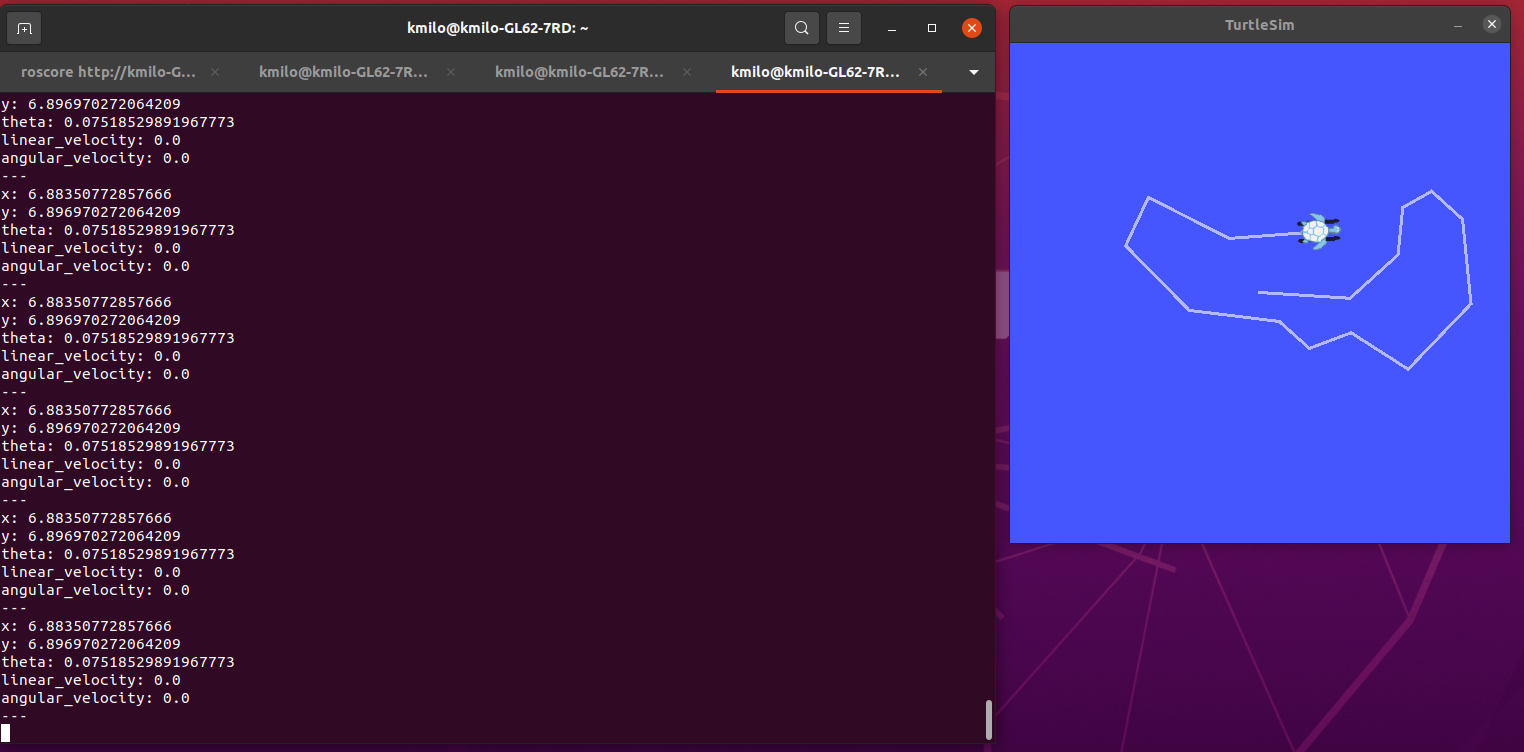 kmilo@kmilo-GL62-7RD: ~
roscore http://kmilo-G...
kmilo@kmilo-GL62-7R...
kmilo@kmilo-GL62-7R...
kmilo@kmilo-GL62-7R...
y: 6.896970272064209
theta: 0.07518529891967773
linear_velocity: 0.0
angular_velocity: 0.0
---
x: 6.88350772857666
y: 6.896970272064209
theta: 0.07518529891967773
linear_velocity: 0.0
angular_velocity: 0.0
---
x: 6.88350772857666
y: 6.896970272064209
theta: 0.07518529891967773
linear_velocity: 0.0
angular_velocity: 0.0
---
x: 6.88350772857666
y: 6.896970272064209
theta: 0.07518529891967773
linear_velocity: 0.0
angular_velocity: 0.0
---
x: 6.88350772857666
y: 6.896970272064209
theta: 0.07518529891967773
linear_velocity: 0.0
angular_velocity: 0.0
---
x: 6.88350772857666
y: 6.896970272064209
theta: 0.07518529891967773
linear_velocity: 0.0
angular_velocity: 0.0
---
TurtleSim